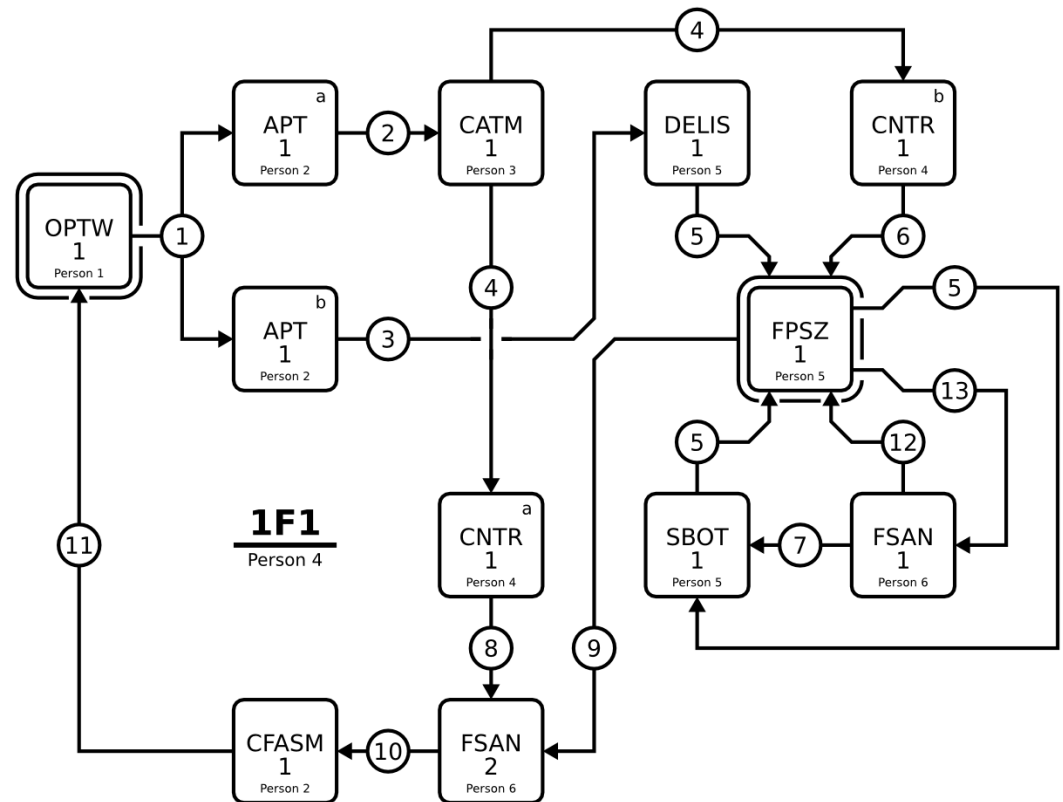 4
a
APT
1
Person 2
2
CATM
1
Person 3
DELIS
1
Person 5
b
CNTR
1
Person 4
OPTW
1
Person 1
1
5
6
4
5
b
APT
1
Person 2
3
FPSZ
1
Person 5
13
5
12
1F1
Person 4
11
a
CNTR
1
Person 4
SBOT
1
Person 5
7
FSAN
1
Person 6
8
9
CFASM
1
Person 2
10
FSAN
2
Person 6